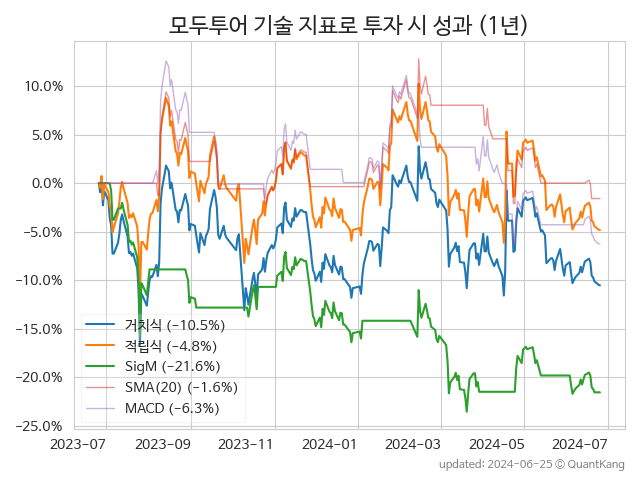 모두투어 기술 지표로 투자 시 성과 (1년)
10.0%
5.0%
0.0%
−5.0%
−10.0%
−15.0%
−20.0%
−25.0%
거치식 (−10.5%)
적립식 (−4.8%)
SigM (−21.6%)
SMA(20) (−1.6%)
MACD (−6.3%)
2023-07 2023-09 2023-11 2024-01 2024-03 2024-05 2024-07
updated: 2024-06-25 © QuantKang